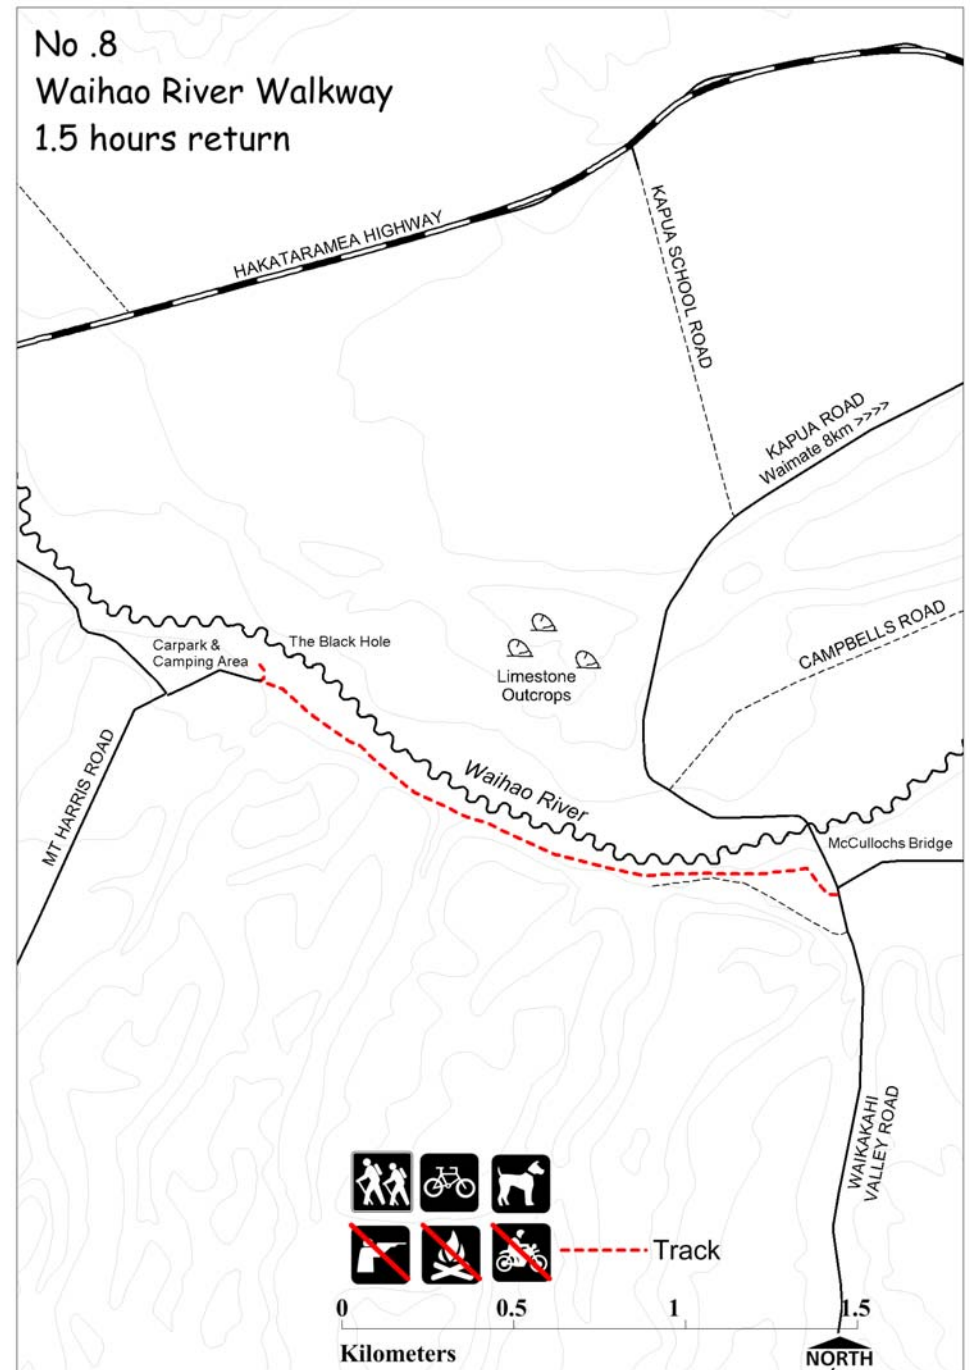 No .8
Waihao River Walkway
1.5 hours return
HAKATARAMEA HIGHWAY
KAPUA SCHOOL ROAD
KAPUA ROAD
Waimate 8km >>>>
CAMPBELLS ROAD
The Black Hole
Carpark &
Camping Area
Limestone
Outcrops
MT HARRIS ROAD
Waihao River
McCullochs Bridge
WAIKAKAHI
VALLEY ROAD
Track
0 0.5 1 1.5
Kilometers
NORTH